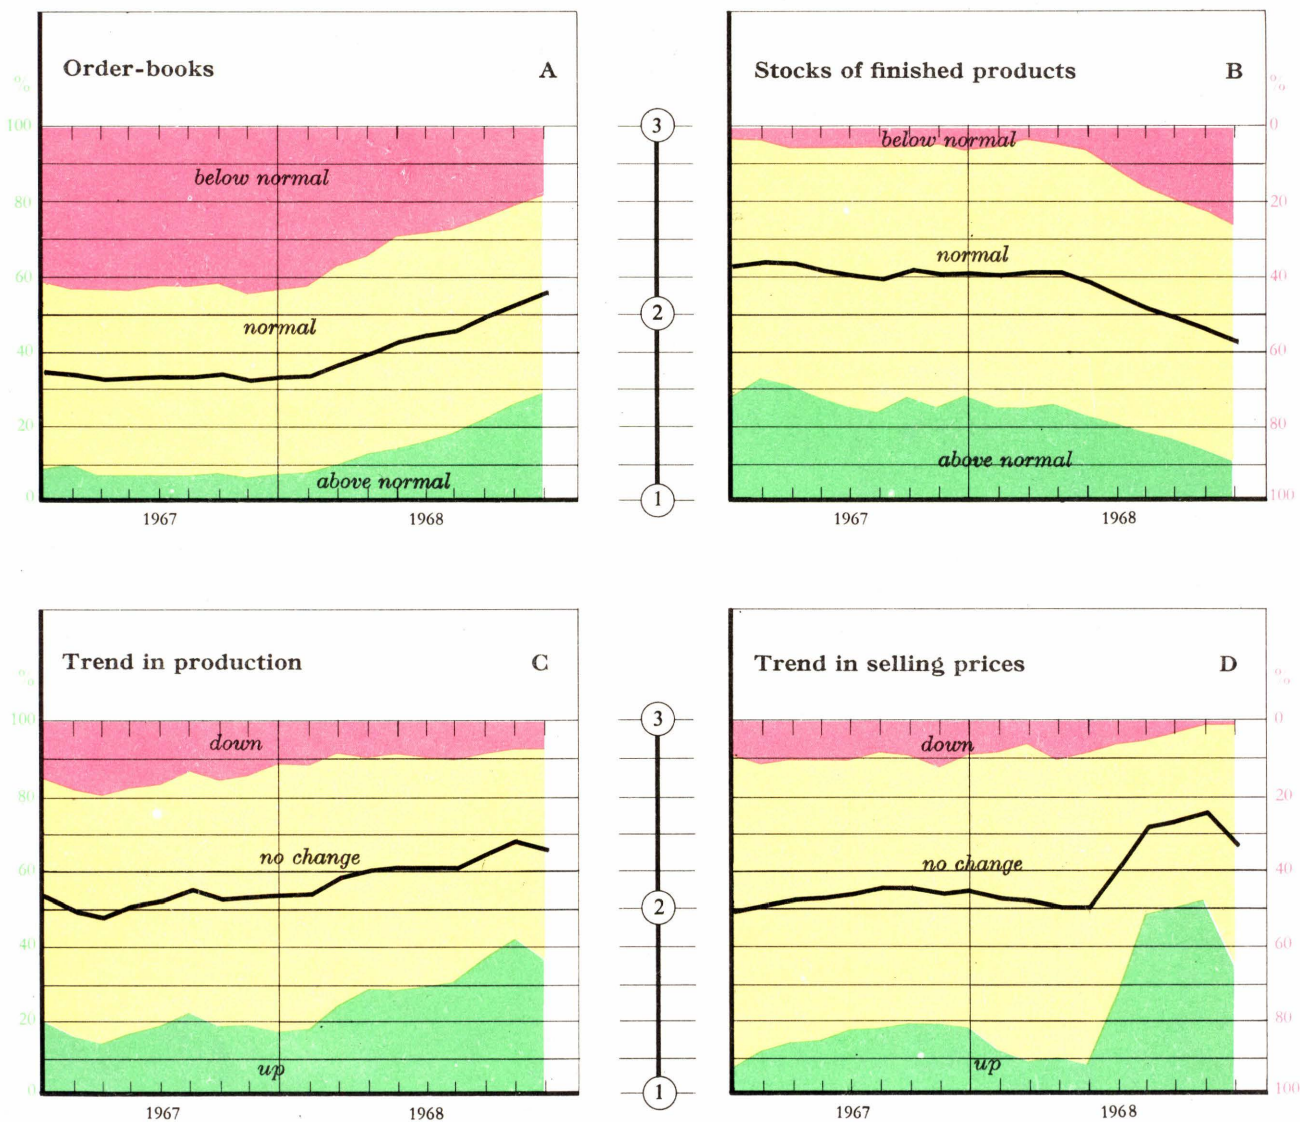 Order-books A
%
100
below normal
80
60
normal
40
20
above normal
0
1967 1968
3
2
1
Stocks of finished products B
%
0
below normal
20
normal
40
60
80
above normal
100
1967 1968
Trend in production C
%
100
down
80
no change
60
40
20
up
0
1967 1968
3
2
1
Trend in selling prices D
%
0
down
20
no change
40
60
80
up
100
1967 1968